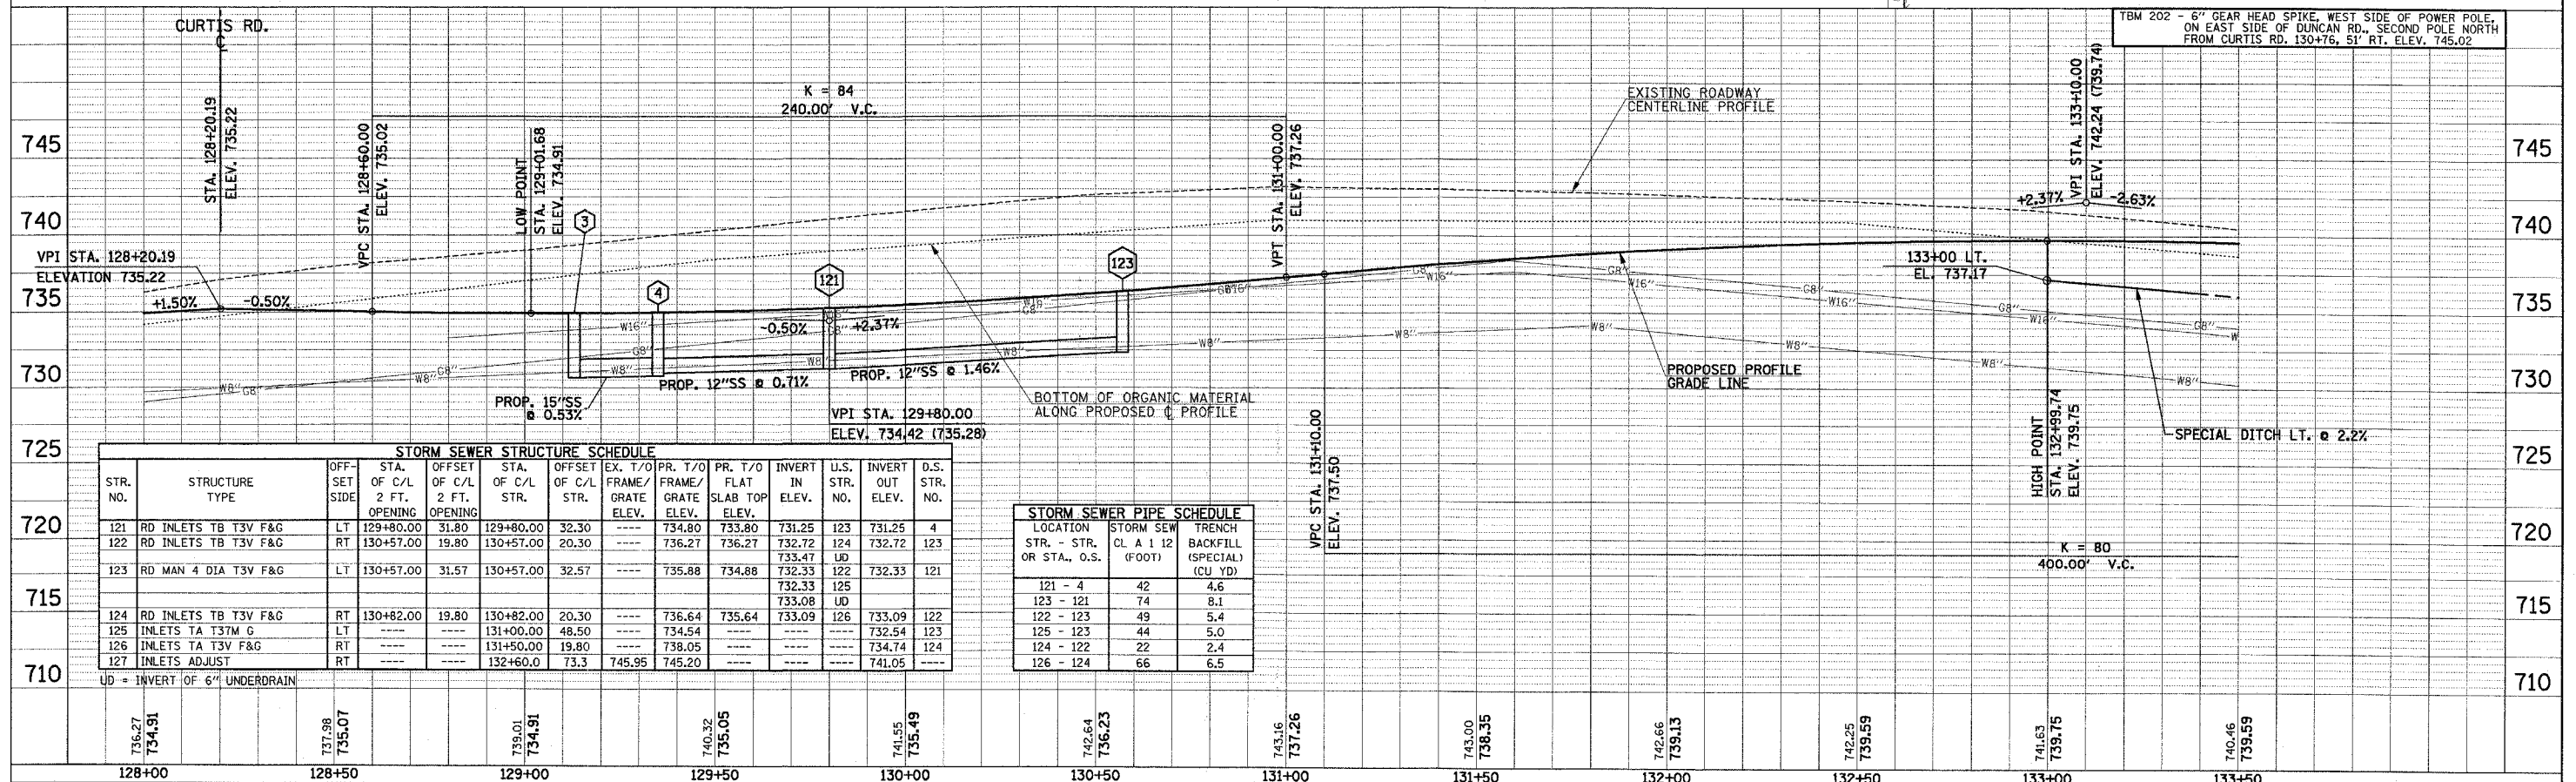 CURTIS RD.
℄
TBM 202 - 6" GEAR HEAD SPIKE, WEST SIDE OF POWER POLE,
ON EAST SIDE OF DUNCAN RD., SECOND POLE NORTH
FROM CURTIS RD. 130+76, 51' RT. ELEV. 745.02
STA. 128+20.19
ELEV. 735.22
VPC STA. 128+60.00
ELEV. 735.02
K = 84
240.00' V.C.
LOW POINT
STA. 129+01.68
ELEV. 734.91
VPT STA. 131+00.00
ELEV. 737.26
EXISTING ROADWAY
CENTERLINE PROFILE
VPI STA. 133+10.00
ELEV. 742.24 (739.74)
+2.37% -2.63%
745 745
740 740
735 735
730 730
725 725
720 720
715 715
710 710
VPI STA. 128+20.19
ELEVATION 735.22
+1.50% -0.50%
3
4
121
123
-0.50% +2.37%
133+00 LT.
EL. 737.17
W16" G8" W8"
PROP. 15"SS
@ 0.53%
PROP. 12"SS @ 0.71%
PROP. 12"SS @ 1.46%
VPI STA. 129+80.00
ELEV. 734.42 (735.28)
BOTTOM OF ORGANIC MATERIAL
ALONG PROPOSED ℄ PROFILE
PROPOSED PROFILE
GRADE LINE
SPECIAL DITCH LT. @ 2.2%
VPC STA. 131+10.00
ELEV. 737.50
HIGH POINT
STA. 132+99.74
ELEV. 739.75
K = 80
400.00' V.C.
STORM SEWER STRUCTURE SCHEDULE
STR. NO. STRUCTURE TYPE OFF-SET SIDE STA. OF C/L 2 FT. OPENING OFFSET OF C/L 2 FT. OPENING STA. OF C/L STR. OFFSET OF C/L STR. EX. T/O FRAME/ GRATE ELEV. PR. T/O FRAME/ GRATE ELEV. PR. T/O FLAT SLAB TOP ELEV. INVERT IN ELEV. U.S. STR. NO. INVERT OUT ELEV. D.S. STR. NO.
121 RD INLETS TB T3V F&G LT 129+80.00 31.80 129+80.00 32.30 ---- 734.80 733.80 731.25 123 731.25 4
122 RD INLETS TB T3V F&G RT 130+57.00 19.80 130+57.00 20.30 ---- 736.27 736.27 732.72 124 732.72 123
733.47 UD
123 RD MAN 4 DIA T3V F&G LT 130+57.00 31.57 130+57.00 32.57 ---- 735.88 734.88 732.33 122 732.33 121
732.33 125
733.08 UD
124 RD INLETS TB T3V F&G RT 130+82.00 19.80 130+82.00 20.30 ---- 736.64 735.64 733.09 126 733.09 122
125 INLETS TA T37M G LT ---- ---- 131+00.00 48.50 ---- 734.54 ---- ---- ---- 732.54 123
126 INLETS TA T3V F&G RT ---- ---- 131+50.00 19.80 ---- 738.05 ---- ---- ---- 734.74 124
127 INLETS ADJUST RT ---- ---- 132+60.0 73.3 745.95 745.20 ---- ---- ---- 741.05 ----
UD = INVERT OF 6" UNDERDRAIN
STORM SEWER PIPE SCHEDULE
LOCATION STR. - STR. OR STA., O.S. STORM SEW CL A 1 12 (FOOT) TRENCH BACKFILL (SPECIAL) (CU YD)
121 - 4 42 4.6
123 - 121 74 8.1
122 - 123 49 5.4
125 - 123 44 5.0
124 - 122 22 2.4
126 - 124 66 6.5
736.27 734.91
737.98 735.07
739.01 734.91
740.32 735.05
741.55 735.49
742.64 736.23
743.16 737.26
743.00 738.35
742.66 739.13
742.25 739.59
741.63 739.75
740.46 739.59
128+00 128+50 129+00 129+50 130+00 130+50 131+00 131+50 132+00 132+50 133+00 133+50